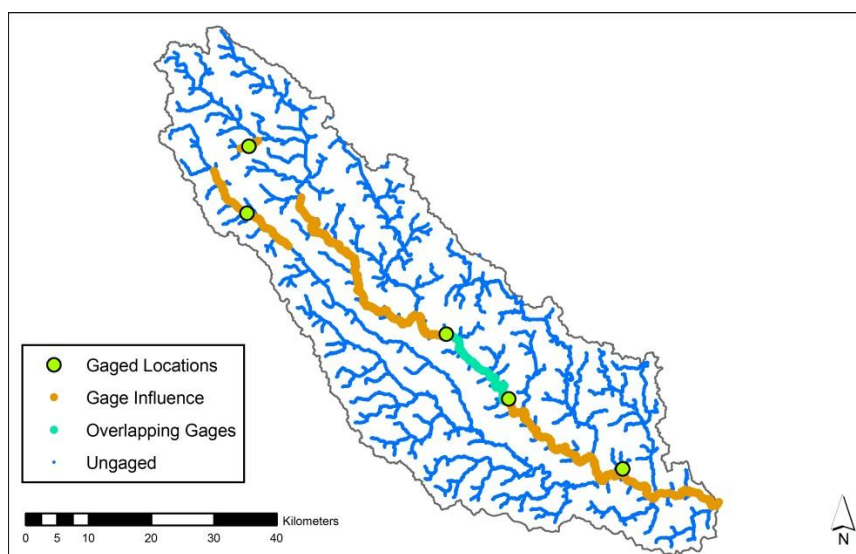 Gaged Locations
Gage Influence
Overlapping Gages
Ungaged
Kilometers
0 5 10 20 30 40
N